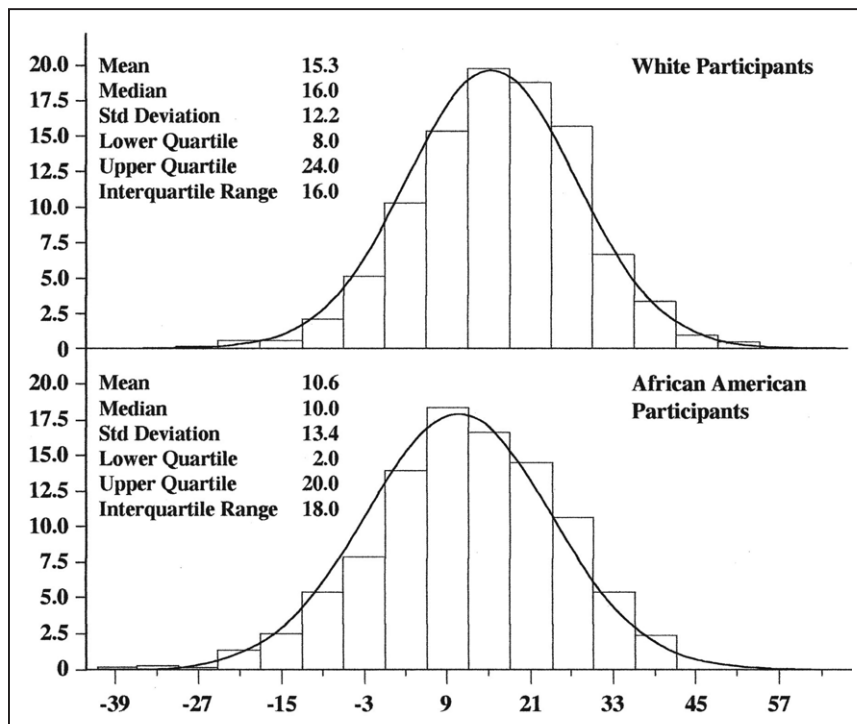 20.0 Mean 15.3 White Participants
17.5 Median 16.0
15.0 Std Deviation 12.2
12.5 Lower Quartile 8.0
10.0 Upper Quartile 24.0
Interquartile Range 16.0
7.5
5.0
2.5
0
20.0 Mean 10.6 African American
17.5 Median 10.0 Participants
15.0 Std Deviation 13.4
12.5 Lower Quartile 2.0
10.0 Upper Quartile 20.0
Interquartile Range 18.0
7.5
5.0
2.5
0
-39 -27 -15 -3 9 21 33 45 57